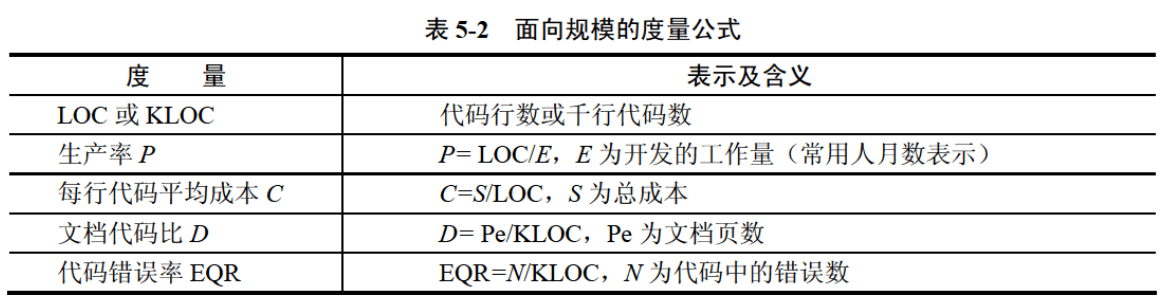 表 5-2 面向规模的度量公式
度 量 表示及含义
LOC 或 KLOC 代码行数或千行代码数
生产率 P P= LOC/E，E 为开发的工作量（常用人月数表示）
每行代码平均成本 C C=S/LOC，S 为总成本
文档代码比 D D= Pe/KLOC，Pe 为文档页数
代码错误率 EQR EQR=N/KLOC，N 为代码中的错误数